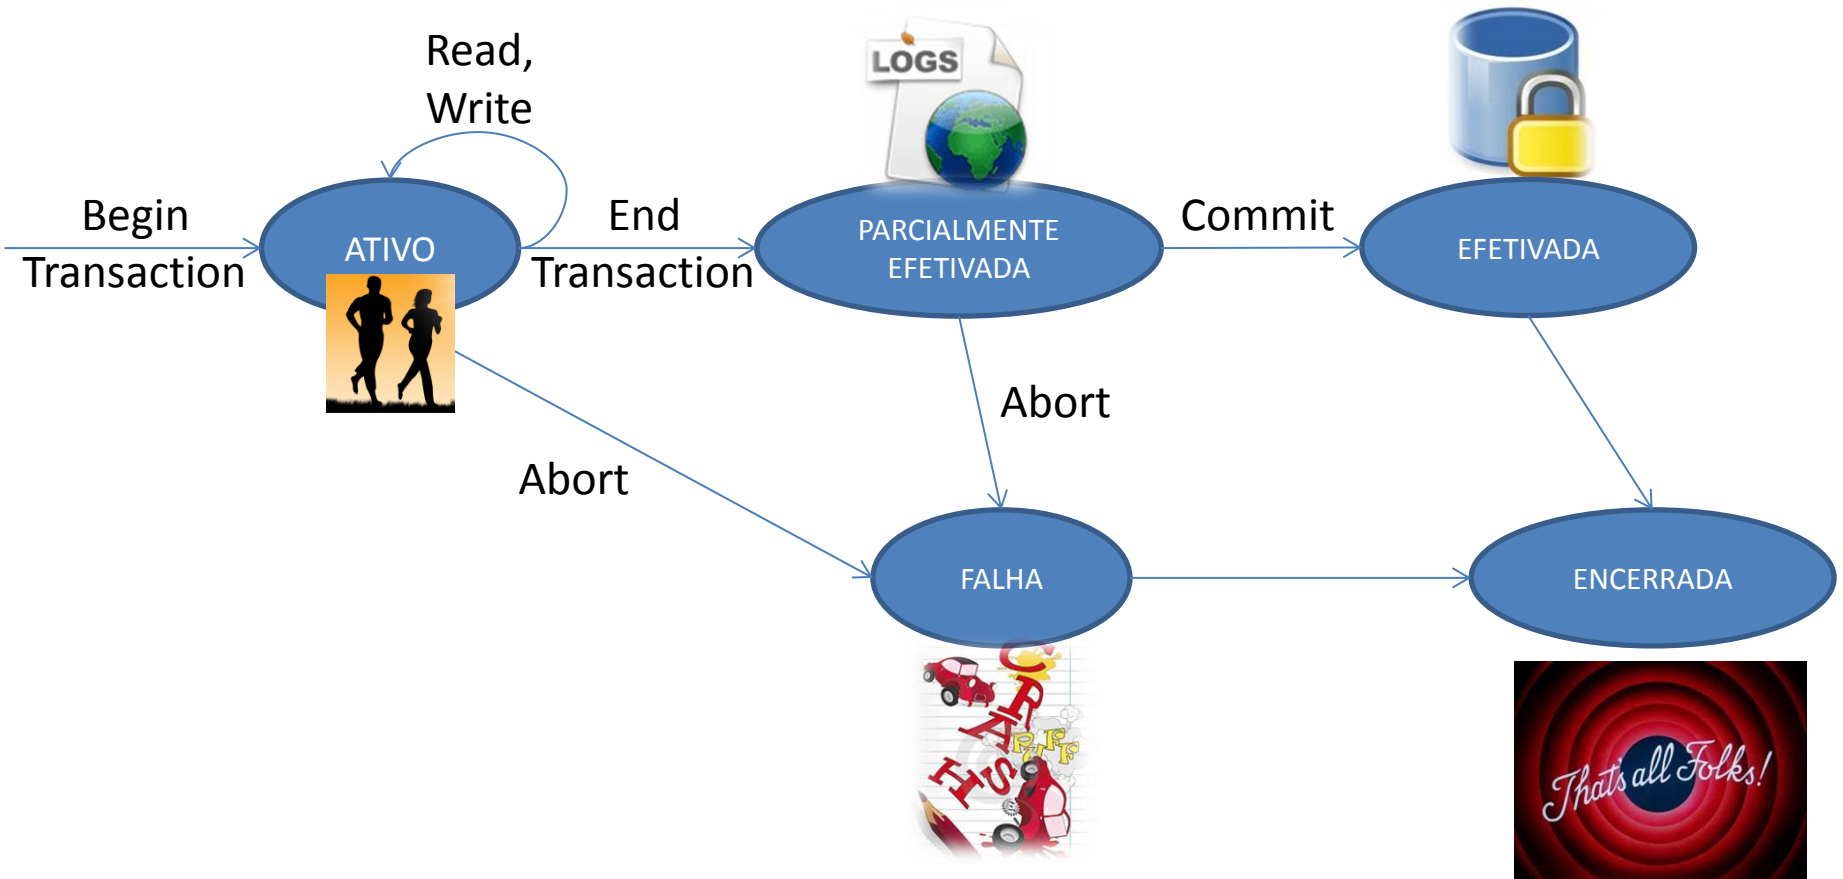 Read,
Write
LOGS
Begin
Transaction
ATIVO
End
Transaction
PARCIALMENTE
EFETIVADA
Commit
EFETIVADA
Abort
Abort
FALHA
ENCERRADA
CRASH
PUFF
That's all Folks!